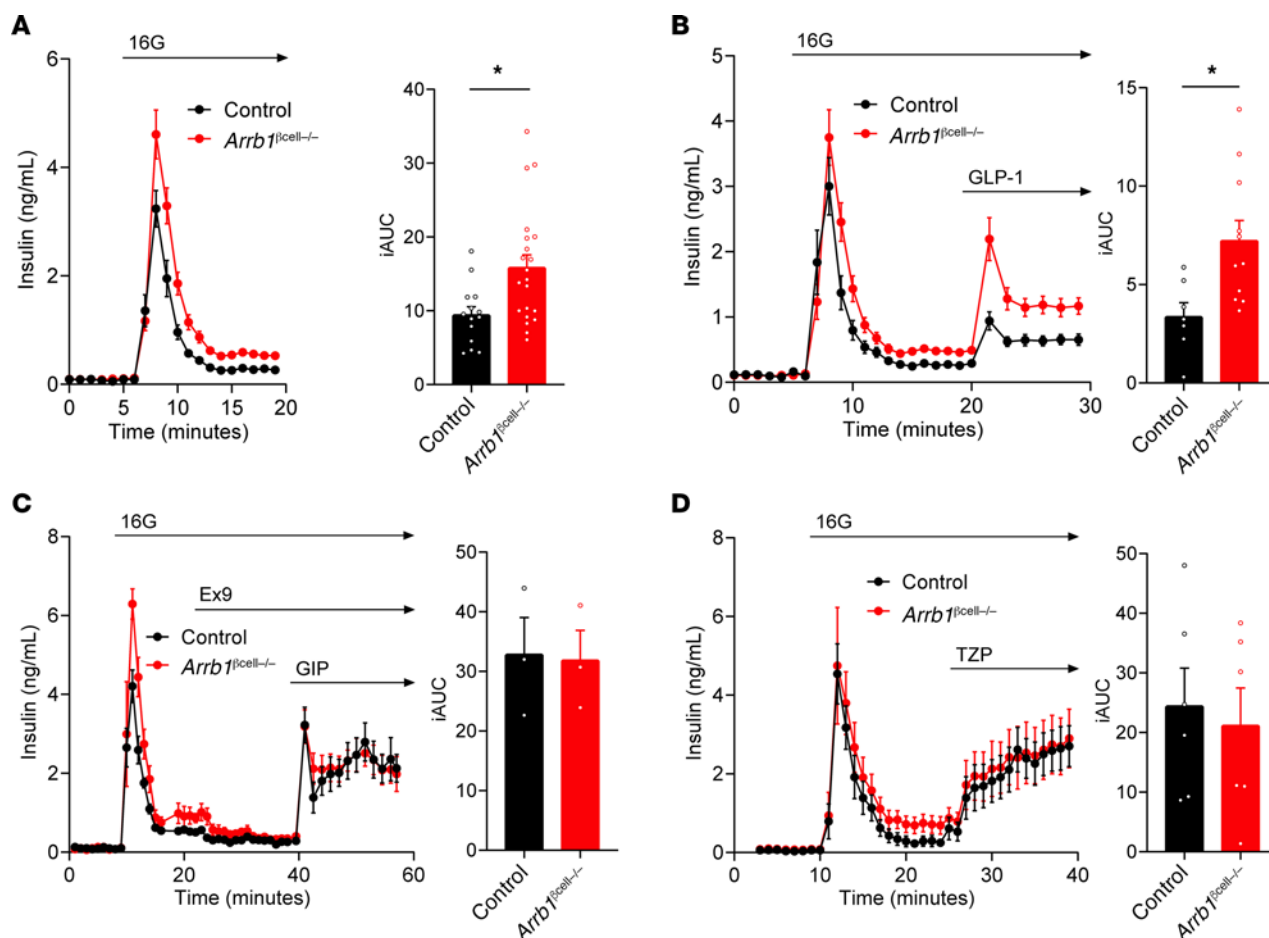 A
16G
6
4
2
0
Insulin (ng/mL)
0 5 10 15 20
Time (minutes)
Control
Arrb1βcell–/–
*
40
30
20
10
0
iAUC
Control
Arrb1βcell–/–
B
16G
5
4
3
2
1
0
Insulin (ng/mL)
0 10 20 30
Time (minutes)
Control
Arrb1βcell–/–
GLP-1
*
15
10
5
0
iAUC
Control
Arrb1βcell–/–
C
16G
Ex9
GIP
8
6
4
2
0
Insulin (ng/mL)
0 20 40 60
Time (minutes)
Control
Arrb1βcell–/–
50
40
30
20
10
0
iAUC
Control
Arrb1βcell–/–
D
16G
8
6
4
2
0
Insulin (ng/mL)
0 10 20 30 40
Time (minutes)
Control
Arrb1βcell–/–
TZP
50
40
30
20
10
0
iAUC
Control
Arrb1βcell–/–